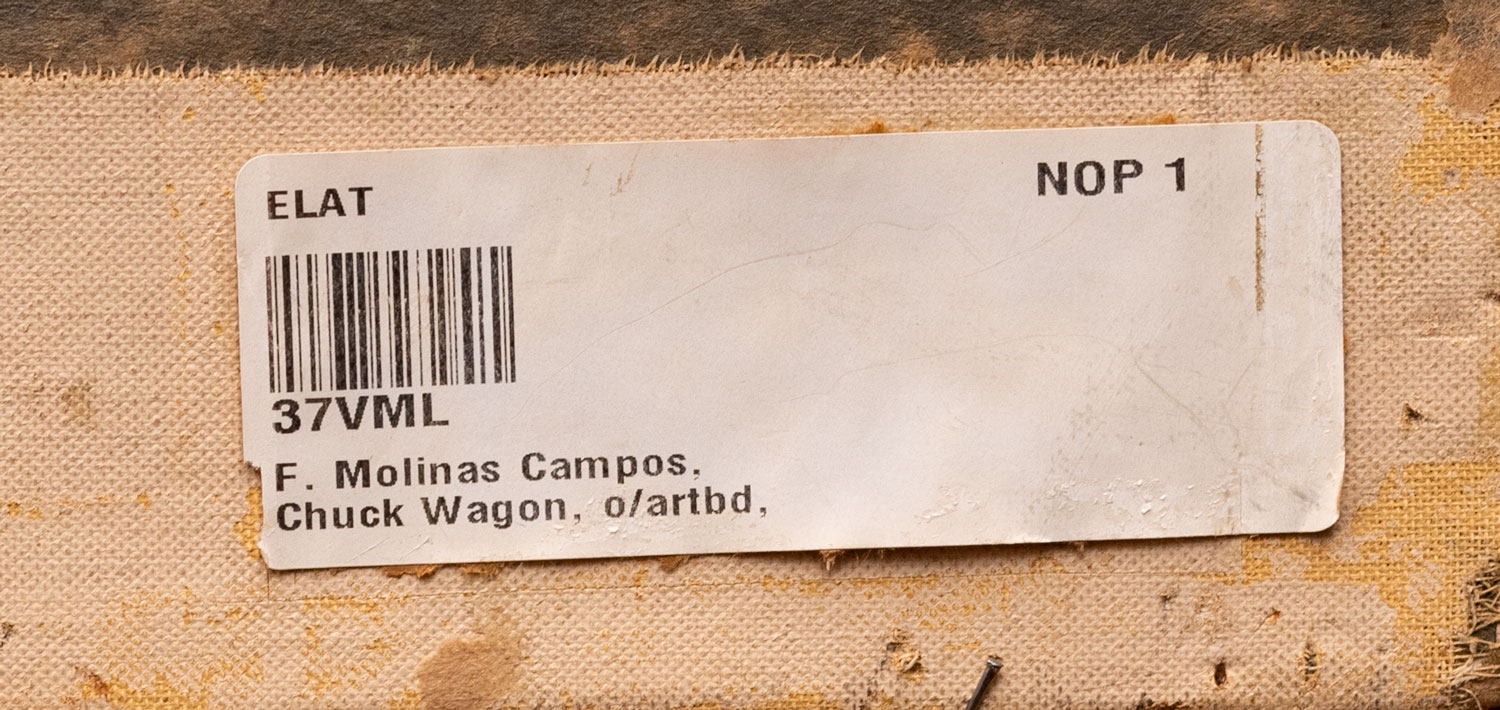 ELAT
NOP 1
37VML
F. Molinas Campos,
Chuck Wagon, o/artbd,